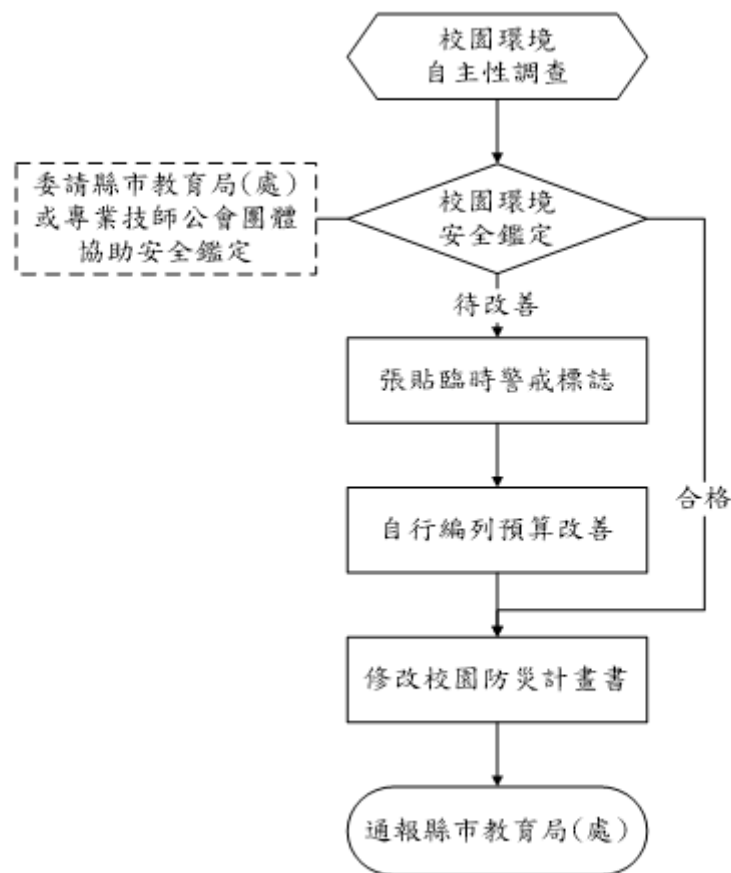 校園環境
自主性調查
委請縣市教育局(處)
或專業技師公會團體
協助安全鑑定
校園環境
安全鑑定
待改善
張貼臨時警戒標誌
合格
自行編列預算改善
修改校園防災計畫書
通報縣市教育局(處)